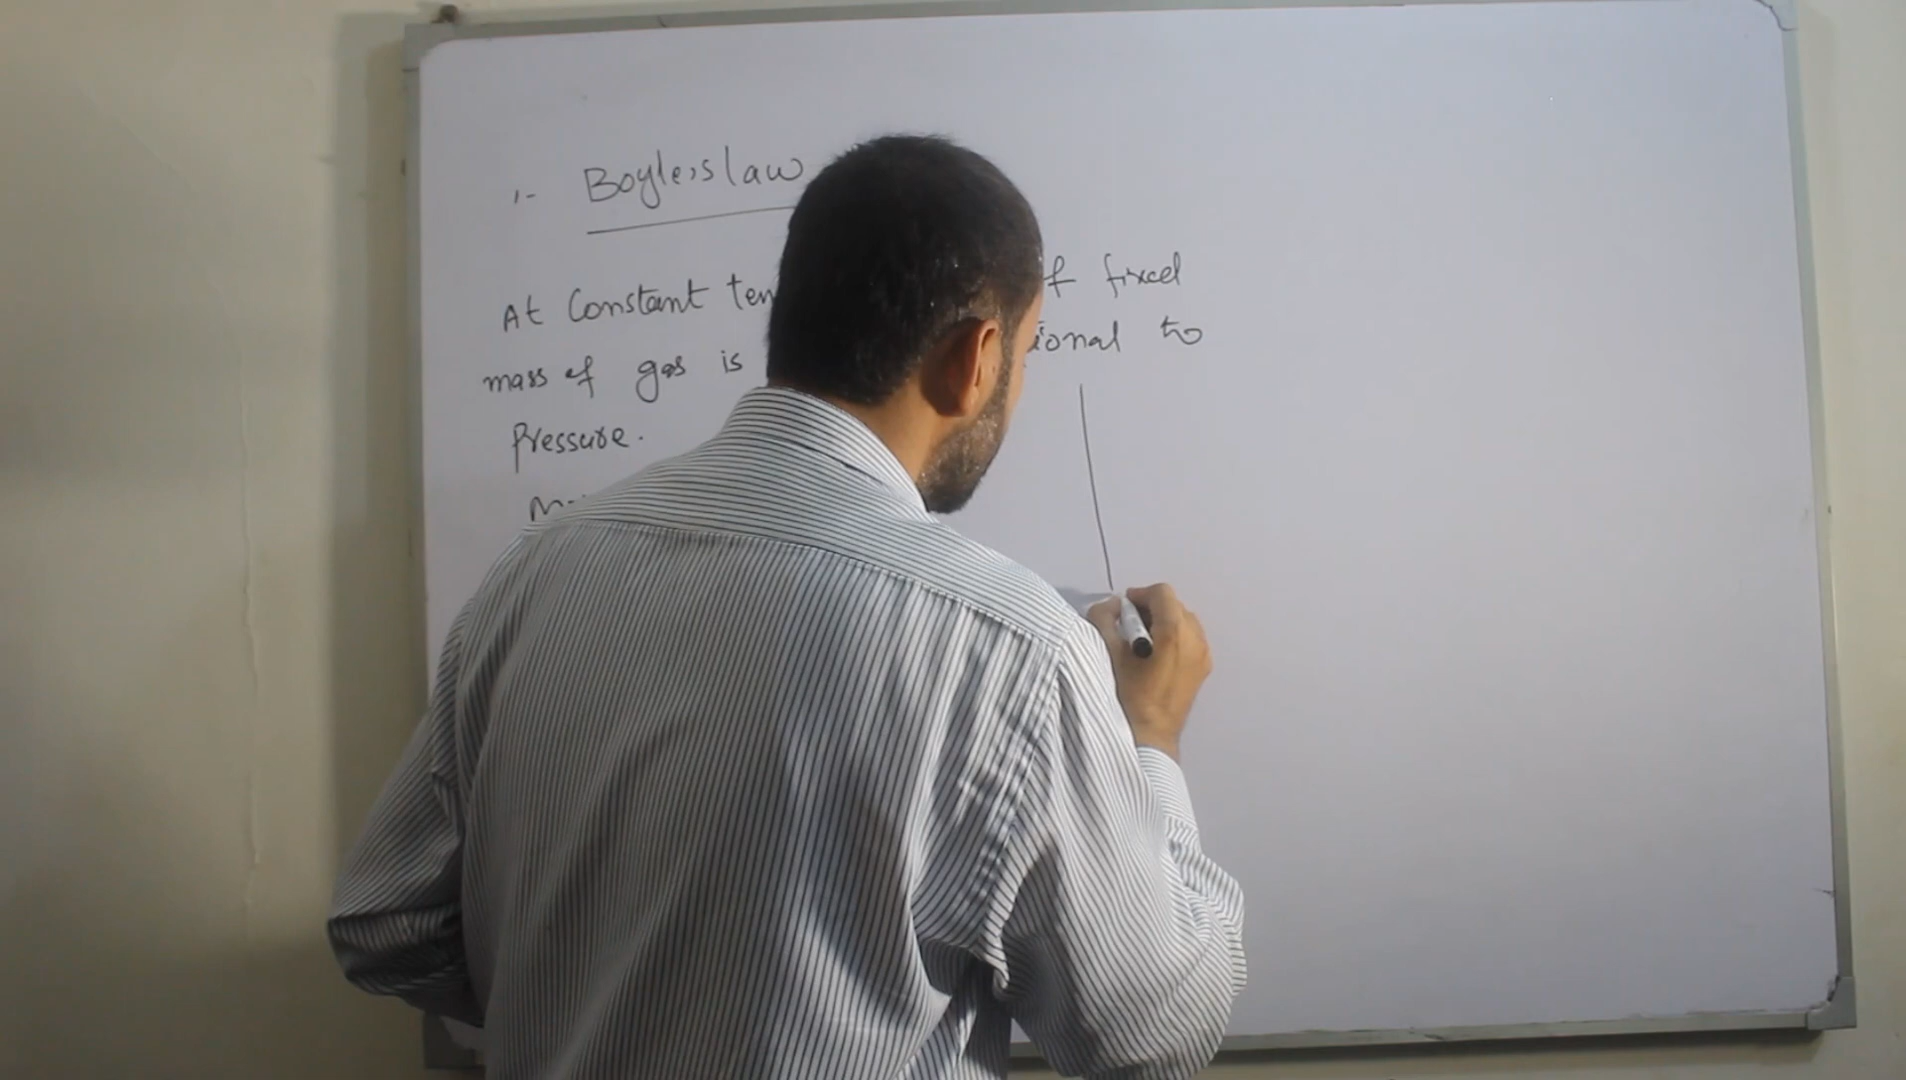 1- Boyle's law
At Constant tem of fixed
mass of gas is ional to
Pressure.